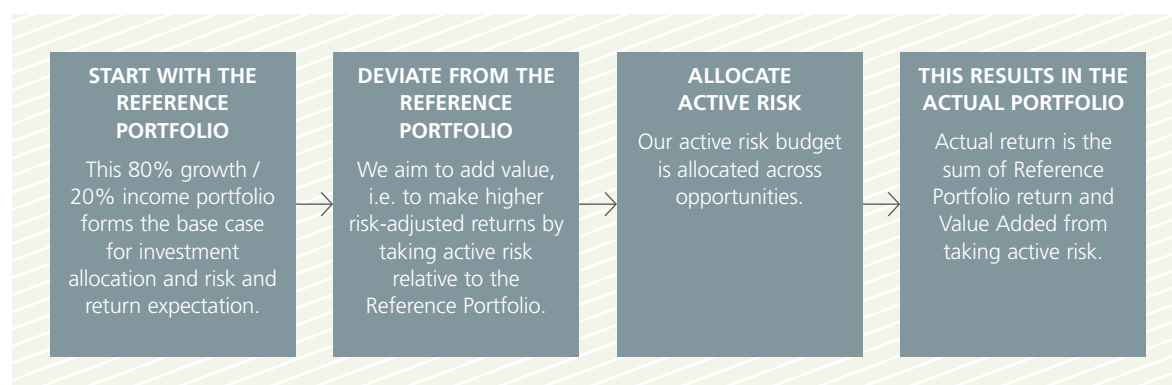 START WITH THE
REFERENCE
PORTFOLIO
This 80% growth /
20% income portfolio
forms the base case
for investment
allocation and risk and
return expectation.
DEVIATE FROM THE
REFERENCE
PORTFOLIO
We aim to add value,
i.e. to make higher
risk-adjusted returns by
taking active risk
relative to the
Reference Portfolio.
ALLOCATE
ACTIVE RISK
Our active risk budget
is allocated across
opportunities.
THIS RESULTS IN THE
ACTUAL PORTFOLIO
Actual return is the
sum of Reference
Portfolio return and
Value Added from
taking active risk.